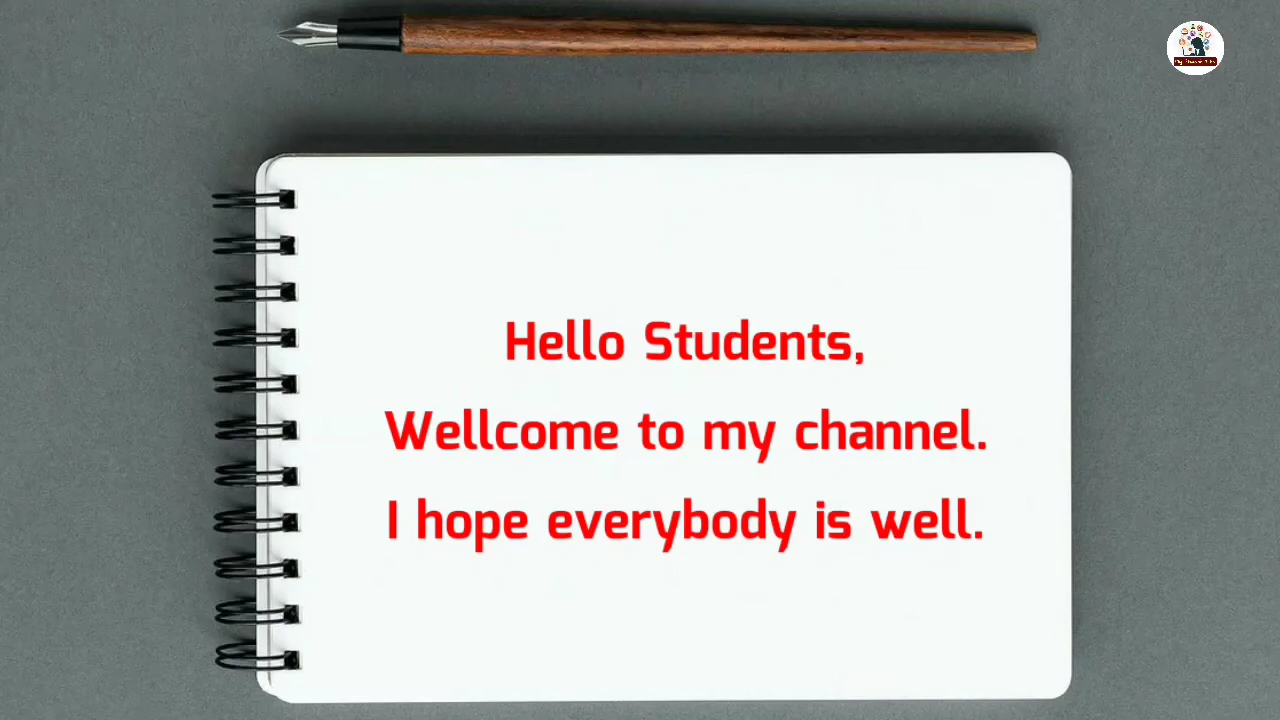 Hello Students,
Wellcome to my channel.
I hope everybody is well.